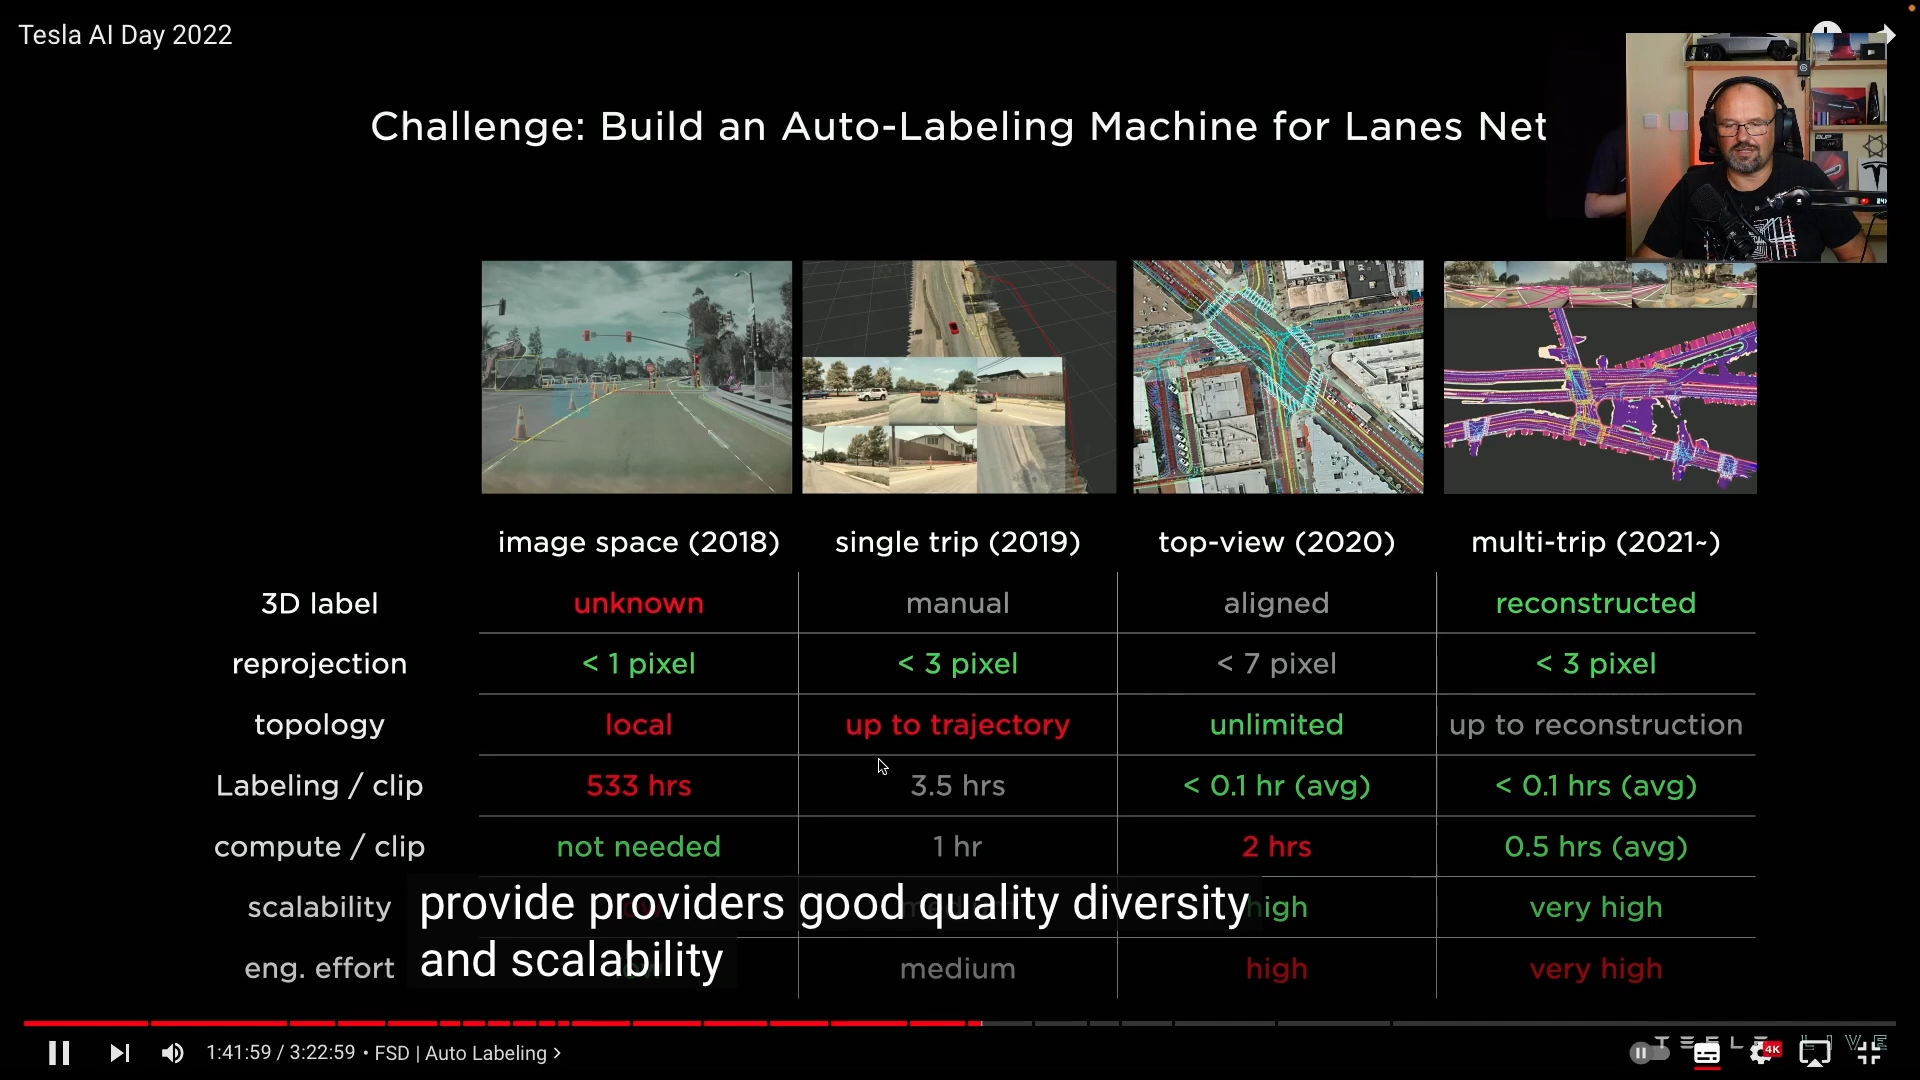 Tesla AI Day 2022
Challenge: Build an Auto-Labeling Machine for Lanes Net
image space (2018) single trip (2019) top-view (2020) multi-trip (2021~)
3D label unknown manual aligned reconstructed
reprojection < 1 pixel < 3 pixel < 7 pixel < 3 pixel
topology local up to trajectory unlimited up to reconstruction
Labeling / clip 533 hrs 3.5 hrs < 0.1 hr (avg) < 0.1 hrs (avg)
compute / clip not needed 1 hr 2 hrs 0.5 hrs (avg)
scalability high very high
provide providers good quality diversity
and scalability
eng. effort medium high very high
1:41:59 / 3:22:59 • FSD | Auto Labeling >
4K